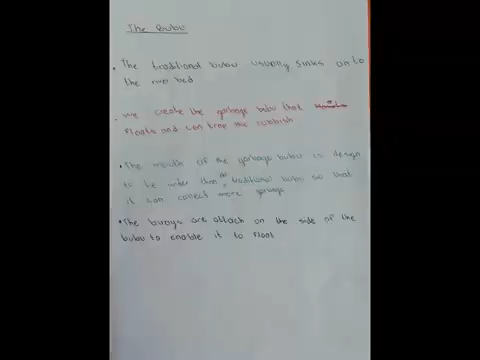 The Bubu
• The traditional bubu usually sinks onto
the river bed
- We create the garbage bubu that
floats and can trap the rubbish
• The mouth of the garbage bubu is design
to be wider than the traditional bubu so that
it can collect more garbage
• The buoys are attach on the side of the
bubu to enable it to float